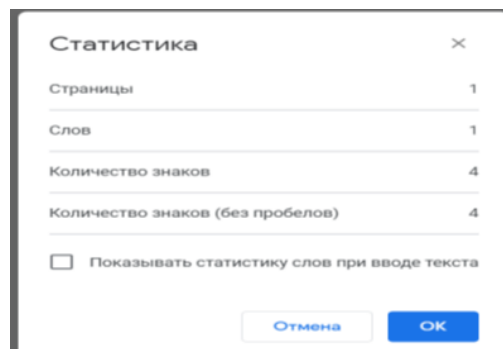 Статистика ×
Страницы 1
Слов 1
Количество знаков 4
Количество знаков (без пробелов) 4
Показывать статистику слов при вводе текста
Отмена ОК